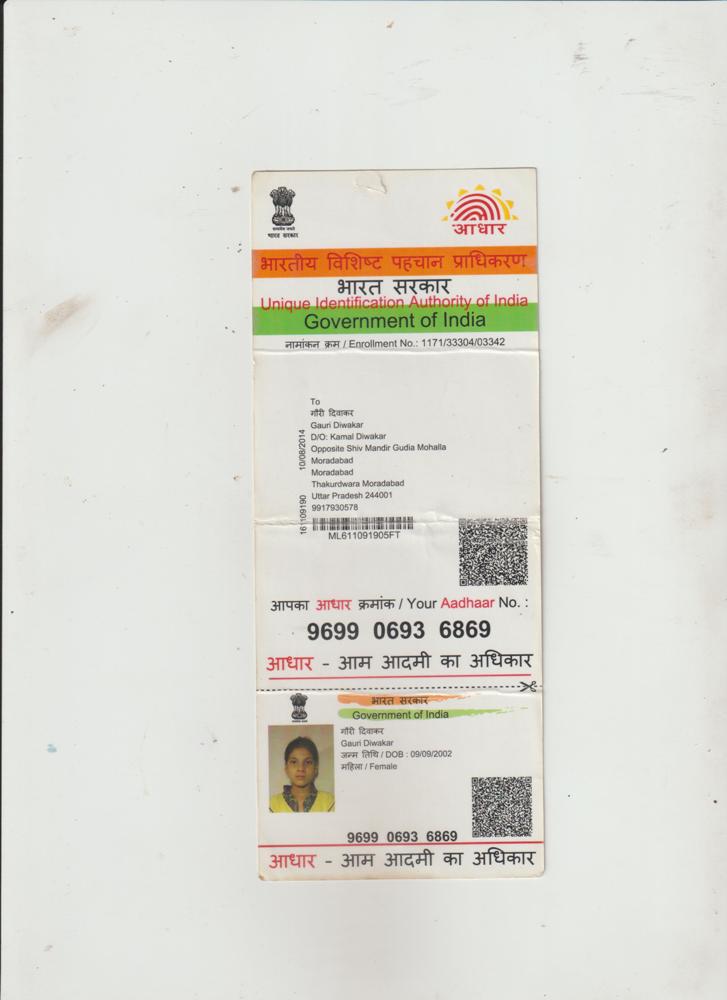 भारत सरकार
आधार
भारतीय विशिष्ट पहचान प्राधिकरण
भारत सरकार
Unique Identification Authority of India
Government of India
नामांकन क्रम / Enrollment No.: 1171/33304/03342
To
गौरी दिवाकर
Gauri Diwakar
D/O: Kamal Diwakar
Opposite Shiv Mandir Gudia Mohalla
Moradabad
Moradabad
Thakurdwara Moradabad
Uttar Pradesh 244001
9917930578
10/08/2014
ML611091905FT
आपका आधार क्रमांक / Your Aadhaar No. :
9699 0693 6869
आधार - आम आदमी का अधिकार
भारत सरकार
Government of India
गौरी दिवाकर
Gauri Diwakar
जन्म तिथि / DOB : 09/09/2002
महिला / Female
9699 0693 6869
आधार - आम आदमी का अधिकार